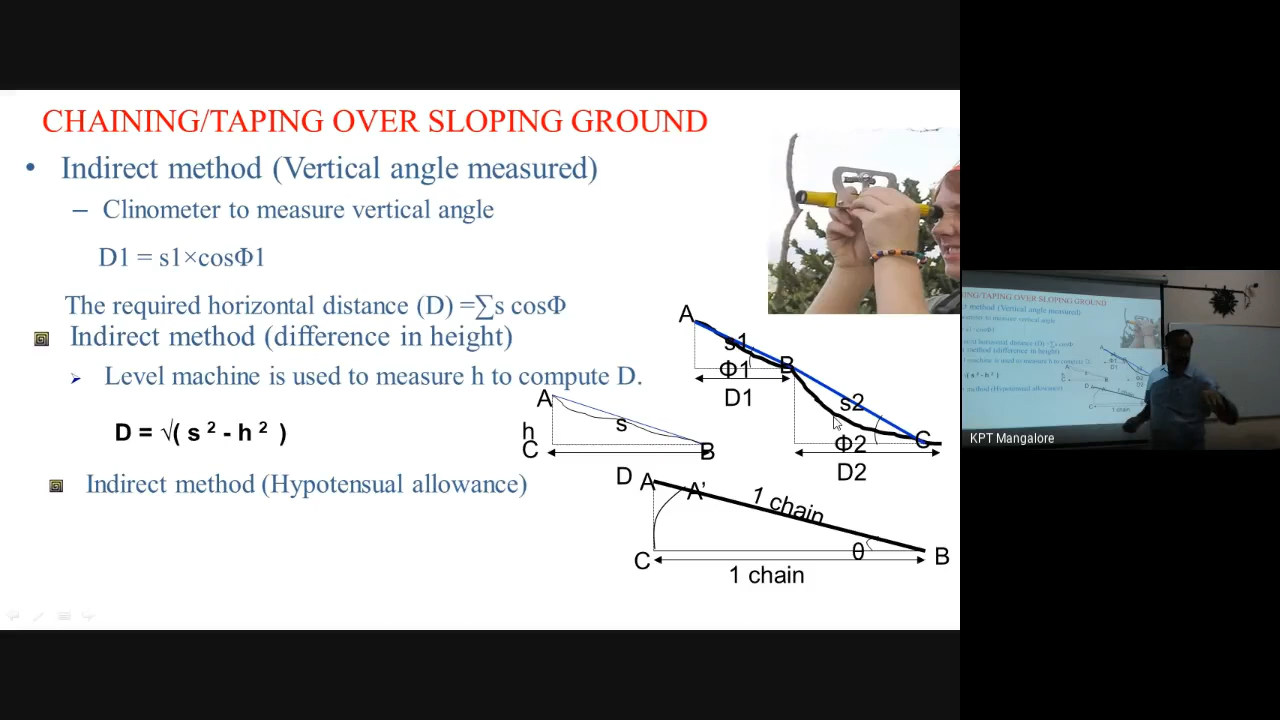 CHAINING/TAPING OVER SLOPING GROUND
• Indirect method (Vertical angle measured)
– Clinometer to measure vertical angle
D1 = s1×cosΦ1
The required horizontal distance (D) =∑s cosΦ
Indirect method (difference in height)
Level machine is used to measure h to compute D.
D = √( s 2 - h 2 )
Indirect method (Hypotensual allowance)
A
s1
B
Φ1
D1
s2
C
Φ2
D2
A
s
h
C
B
D
A
A’
1 chain
θ
C
B
1 chain
KPT Mangalore